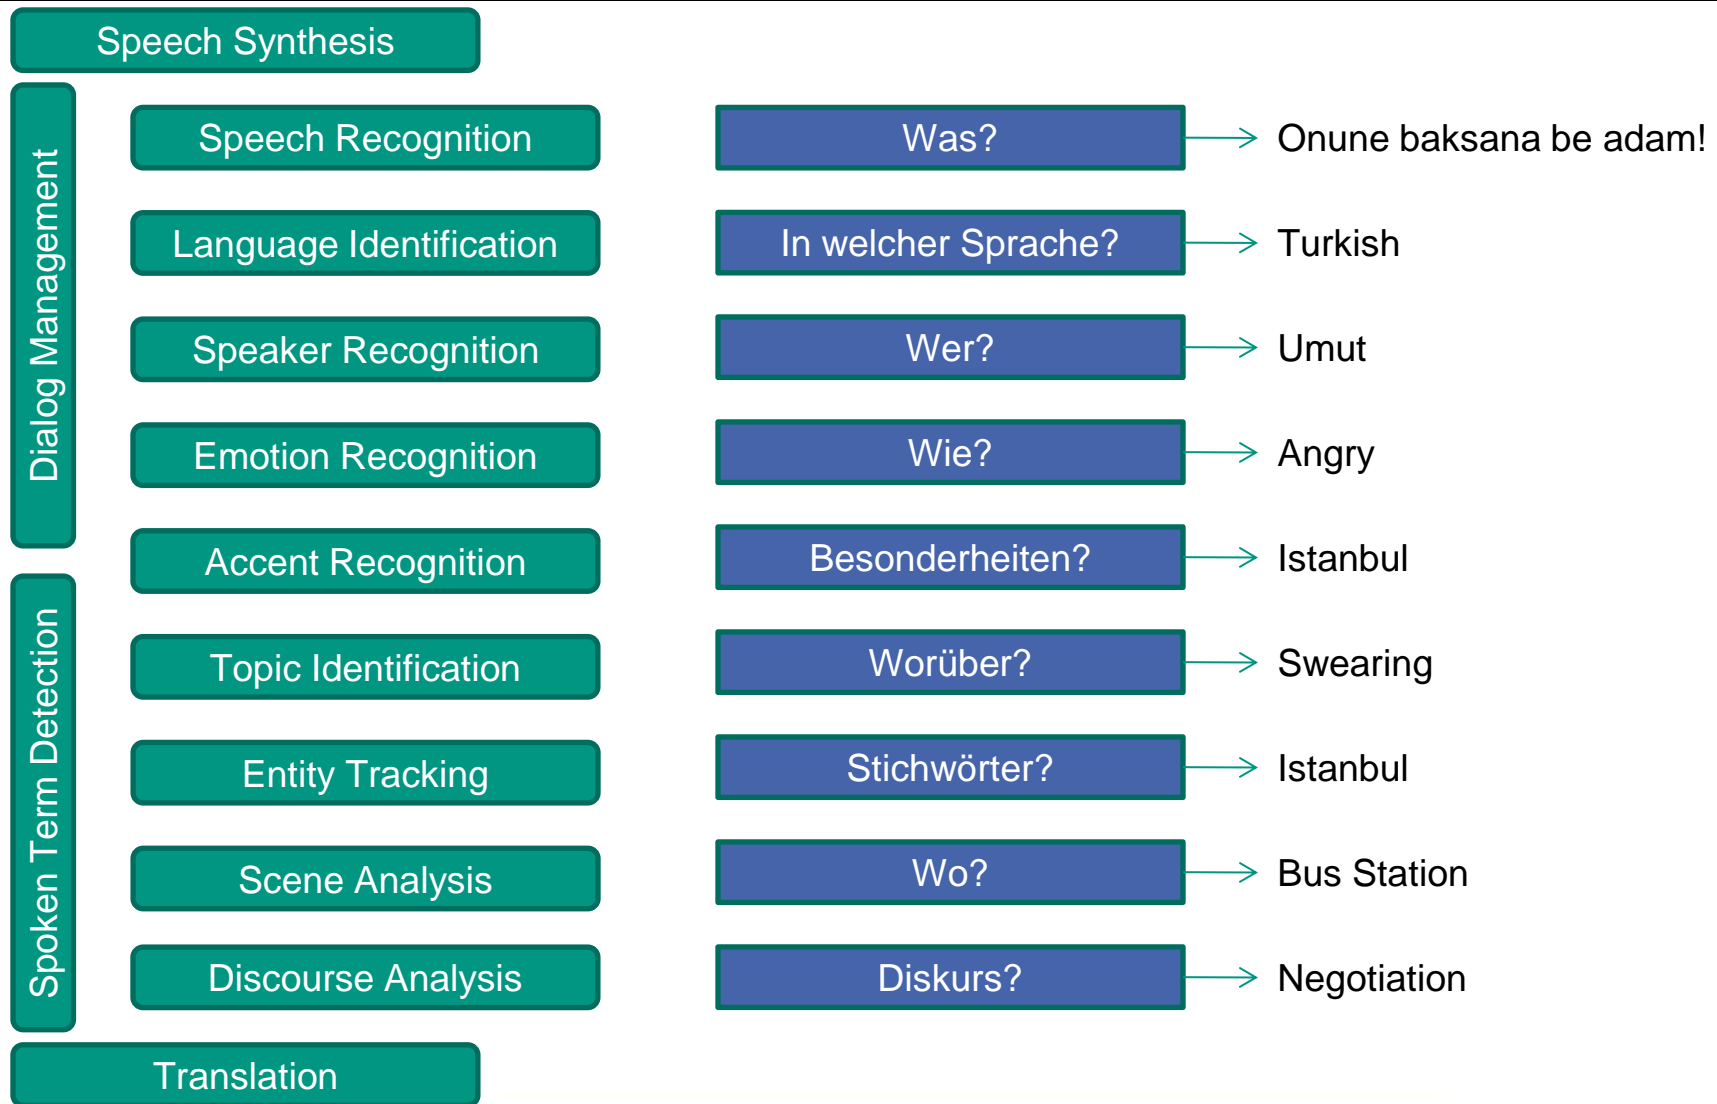 Speech Synthesis
Dialog Management
Speech Recognition
Was?
Onune baksana be adam!
Language Identification
In welcher Sprache?
Turkish
Speaker Recognition
Wer?
Umut
Emotion Recognition
Wie?
Angry
Accent Recognition
Besonderheiten?
Istanbul
Spoken Term Detection
Topic Identification
Worüber?
Swearing
Entity Tracking
Stichwörter?
Istanbul
Scene Analysis
Wo?
Bus Station
Discourse Analysis
Diskurs?
Negotiation
Translation